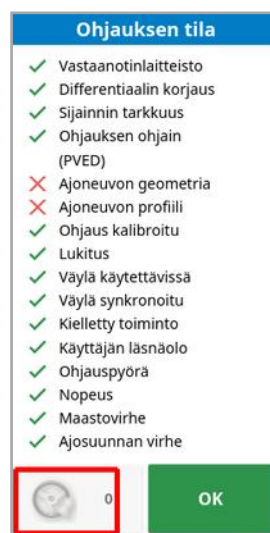 Ohjauksen tila
Vastaanotinlaitteisto
Differentiaalin korjaus
Sijainnin tarkkuus
Ohjauksen ohjain
(PVED)
Ajoneuvon geometria
Ajoneuvon profiili
Ohjaus kalibroitu
Lukitus
Väylä käytettävissä
Väylä synkronoitu
Kielletty toiminto
Käyttäjän läsnäolo
Ohjauspyörä
Nopeus
Maastovirhe
Ajosuunnan virhe
0 OK